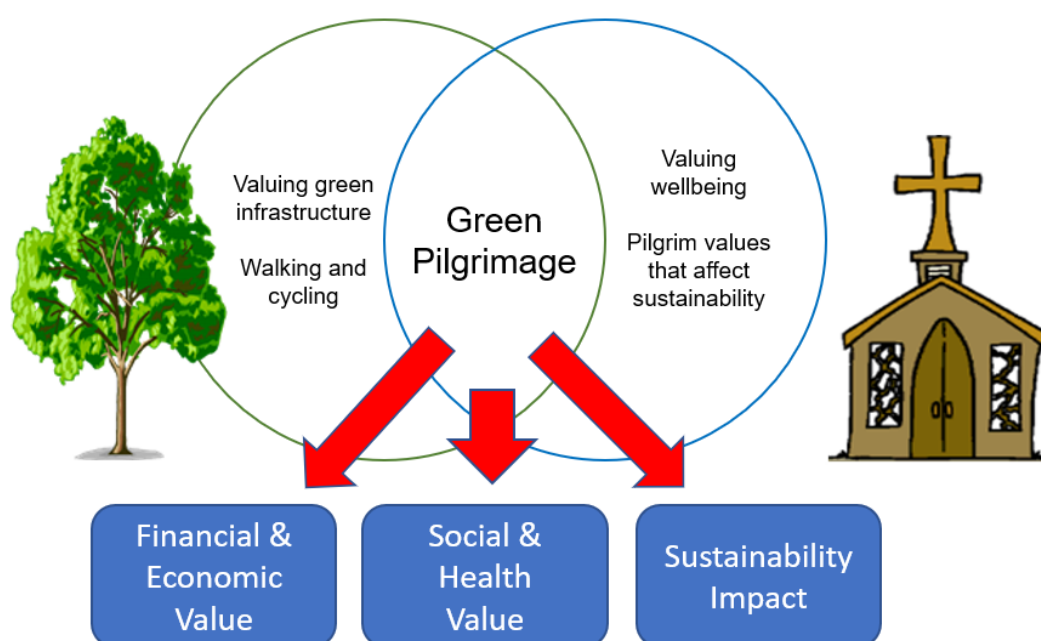 Valuing green
infrastructure
Walking and
cycling
Green
Pilgrimage
Valuing
wellbeing
Pilgrim values
that affect
sustainability
Financial &
Economic
Value
Social &
Health
Value
Sustainability
Impact